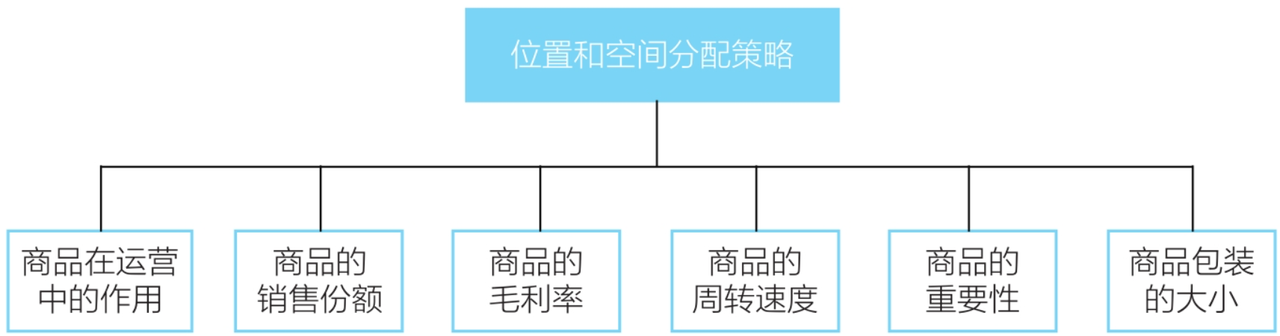 位置和空间分配策略
商品在运营
中的作用
商品的
销售份额
商品的
毛利率
商品的
周转速度
商品的
重要性
商品包装
的大小